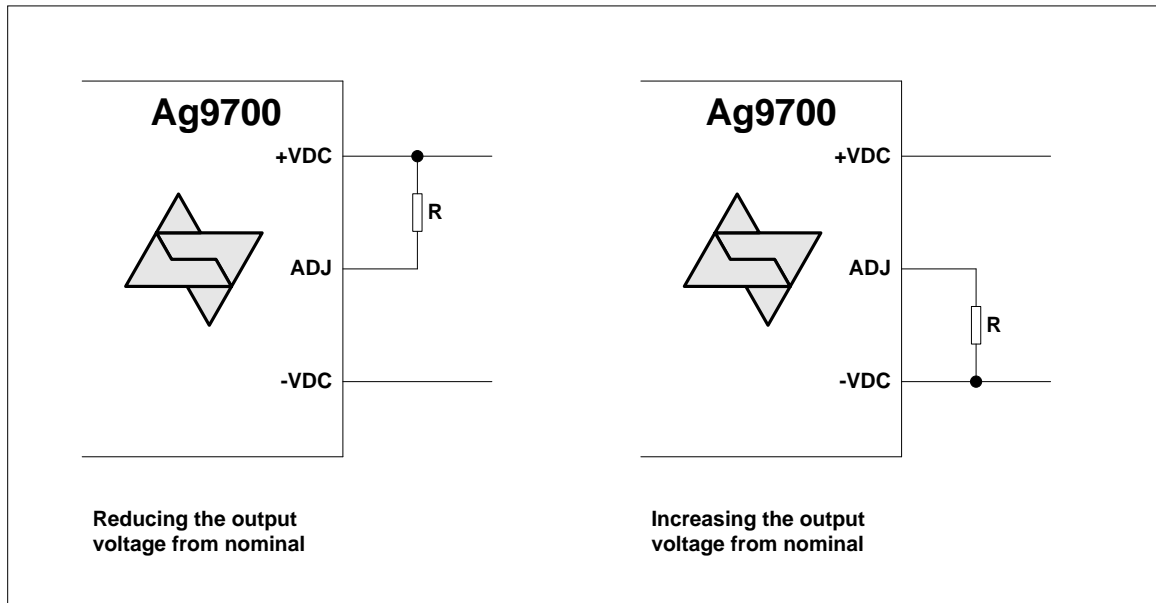 Ag9700
+VDC
R
ADJ
-VDC
Reducing the output
voltage from nominal
Ag9700
+VDC
ADJ
R
-VDC
Increasing the output
voltage from nominal